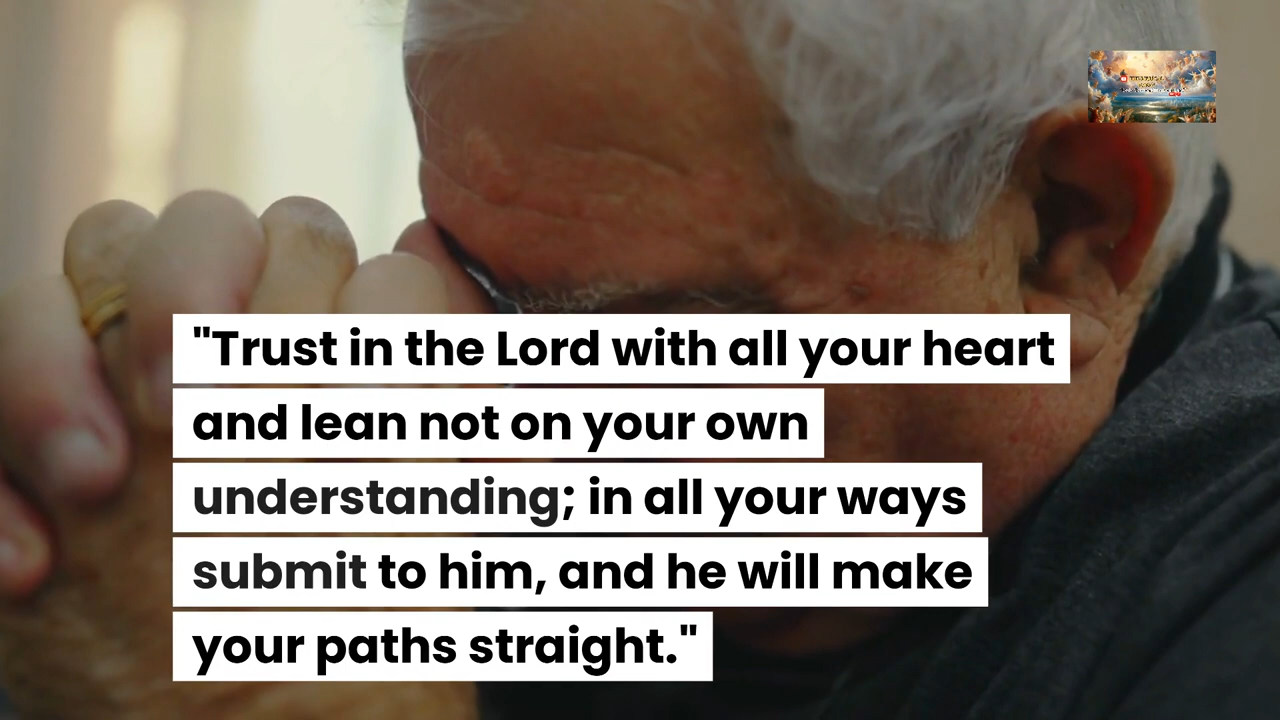 "Trust in the Lord with all your heart
and lean not on your own
understanding; in all your ways
submit to him, and he will make
your paths straight."